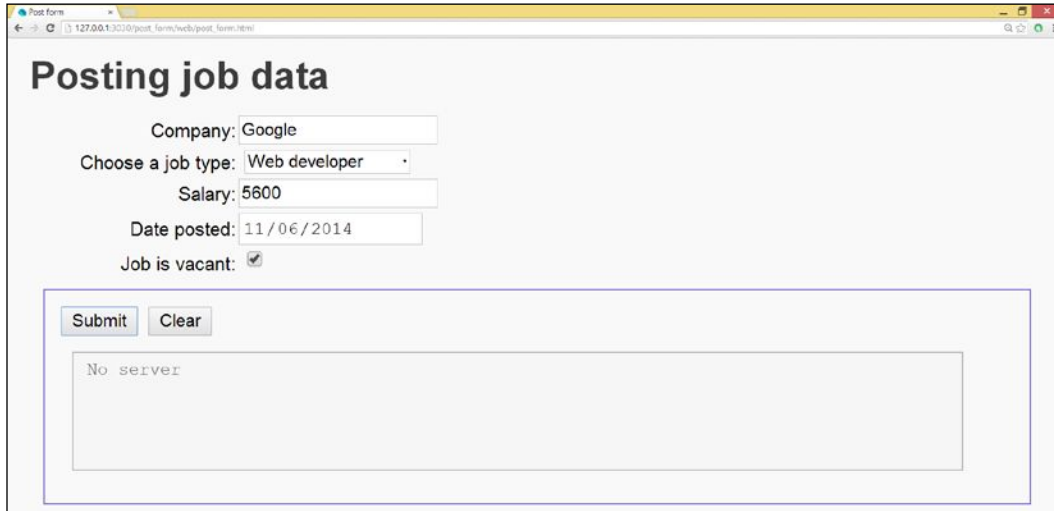 Post form
127.0.0.1:3030/post_form/web/post_form.html
Posting job data
Company: Google
Choose a job type: Web developer
Salary: 5600
Date posted: 11/06/2014
Job is vacant:
Submit Clear
No server